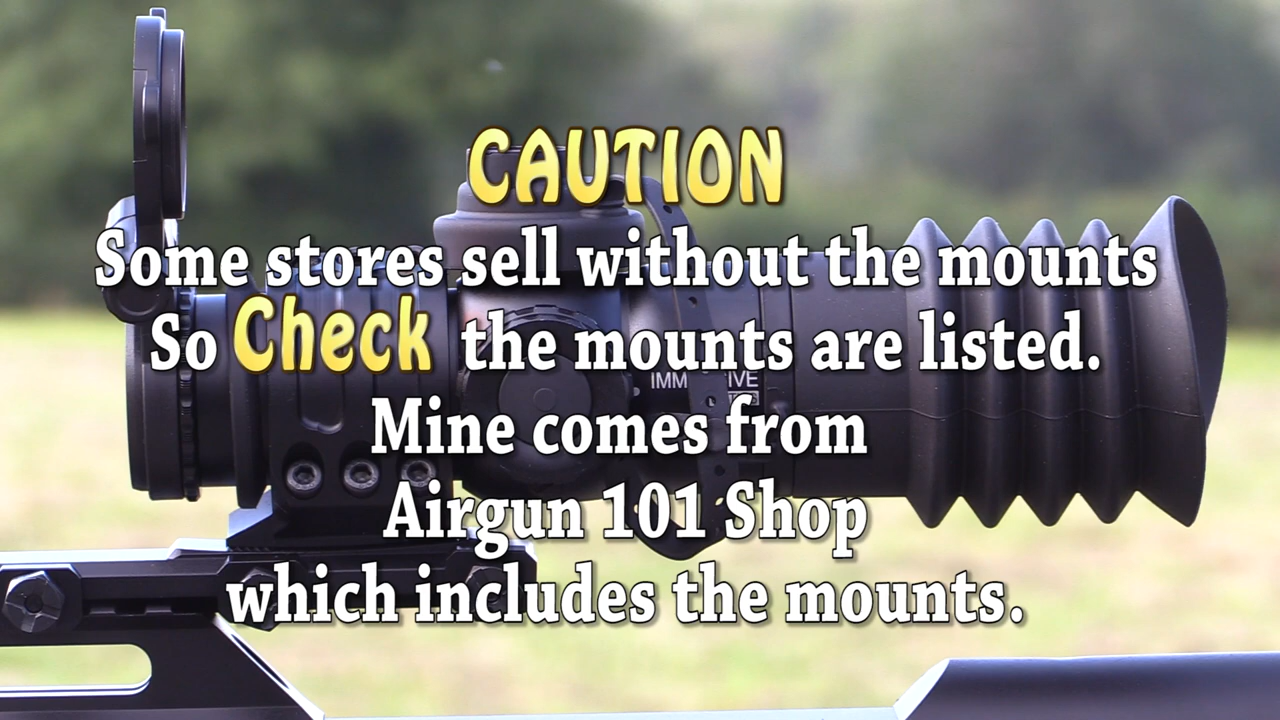 CAUTION
Some stores sell without the mounts
So Check the mounts are listed.
Mine comes from
Airgun 101 Shop
which includes the mounts.